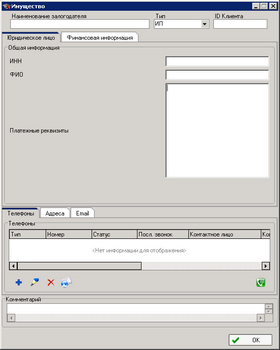 Имущество
Наименование залогодателя Тип ID Клиента
ИП
Юридическое лицо Финансовая информация
Общая информация
ИНН
ФИО
Платежные реквизиты
Телефоны Адреса Email
Телефоны
Тип Номер Статус Посл. звонок Контактное лицо Ко
<Нет информации для отображения>
Комментарий
OK